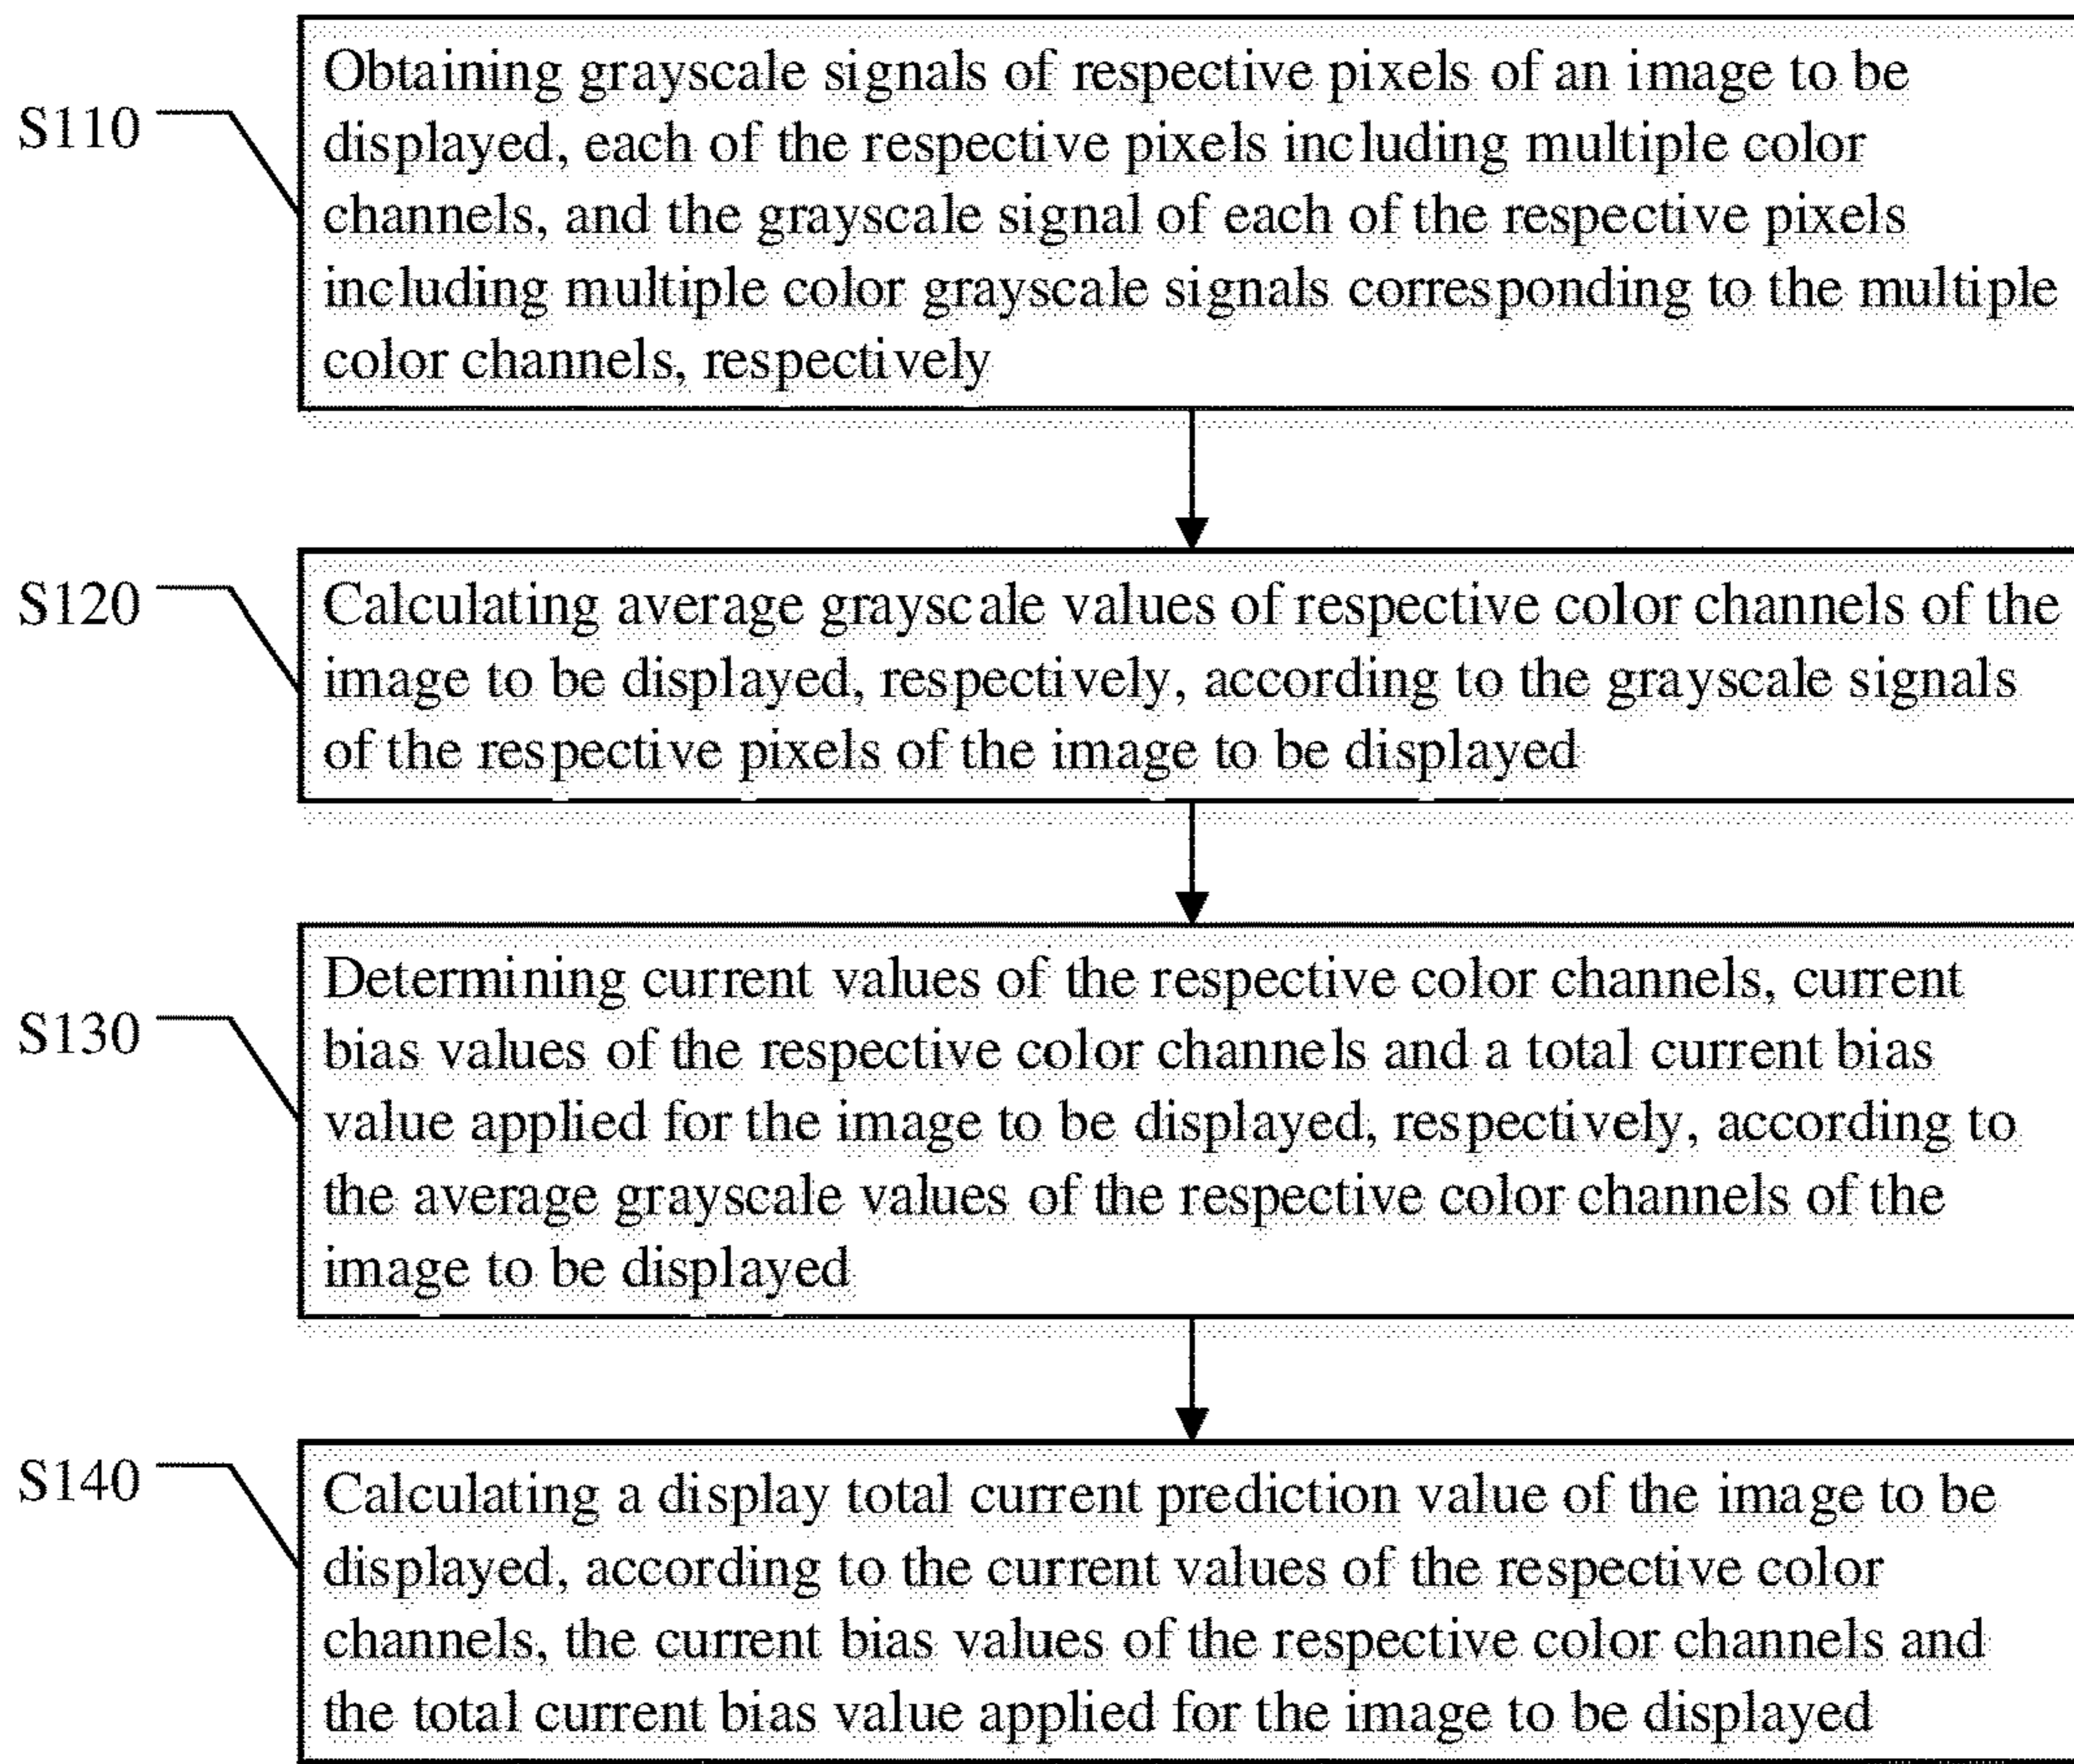 S110
Obtaining grayscale signals of respective pixels of an image to be
displayed, each of the respective pixels including multiple color
channels, and the grayscale signal of each of the respective pixels
including multiple color grayscale signals corresponding to the multiple
color channels, respectively
S120
Calculating average grayscale values of respective color channels of the
image to be displayed, respectively, according to the grayscale signals
of the respective pixels of the image to be displayed
S130
Determining current values of the respective color channels, current
bias values of the respective color channels and a total current bias
value applied for the image to be displayed, respectively, according to
the average grayscale values of the respective color channels of the
image to be displayed
S140
Calculating a display total current prediction value of the image to be
displayed, according to the current values of the respective color
channels, the current bias values of the respective color channels and
the total current bias value applied for the image to be displayed